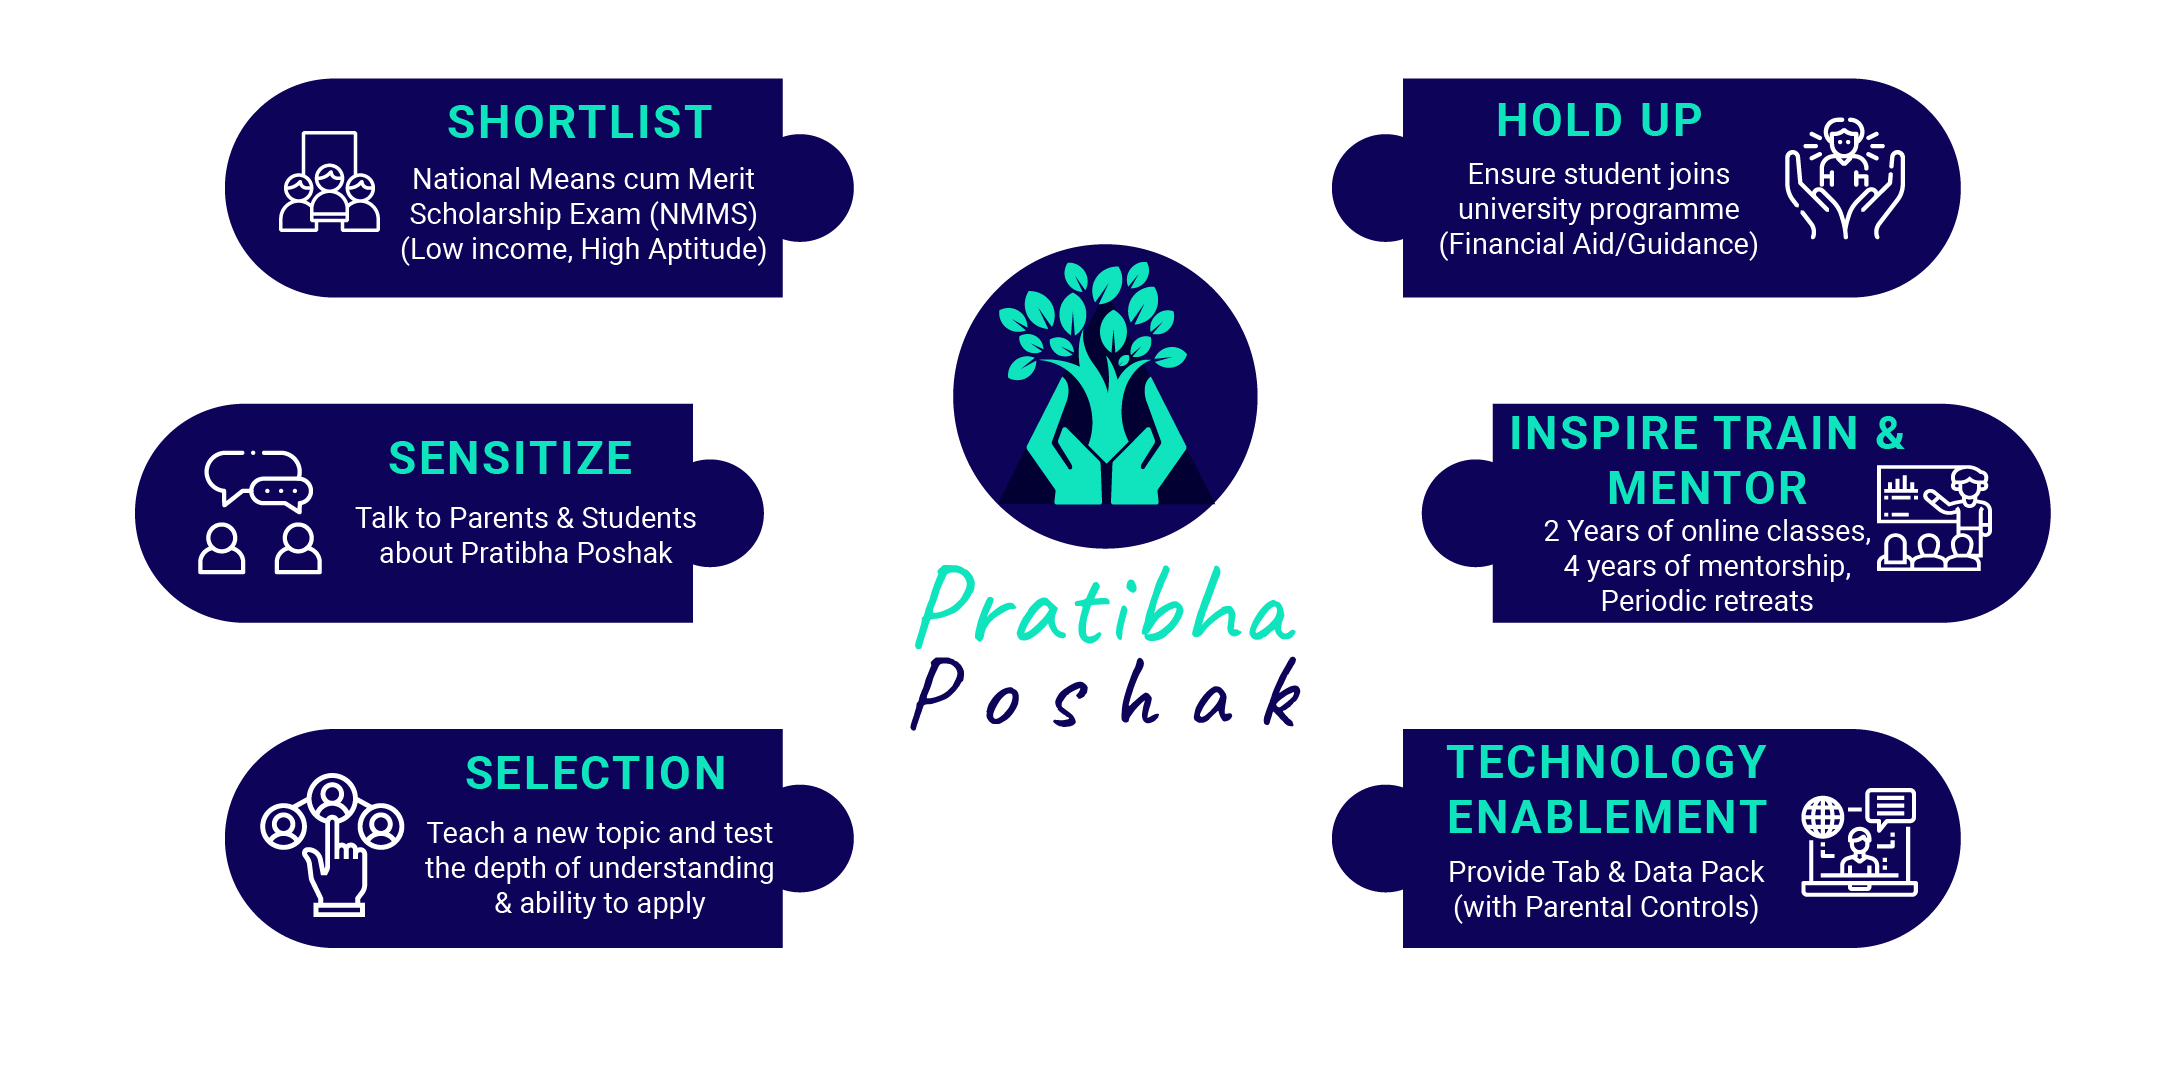 SHORTLIST
National Means cum Merit
Scholarship Exam (NMMS)
(Low income, High Aptitude)
SENSITIZE
Talk to Parents & Students
about Pratibha Poshak
SELECTION
Teach a new topic and test
the depth of understanding
& ability to apply
Pratibha
Poshak
HOLD UP
Ensure student joins
university programme
(Financial Aid/Guidance)
INSPIRE TRAIN &
MENTOR
2 Years of online classes,
4 years of mentorship,
Periodic retreats
TECHNOLOGY
ENABLEMENT
Provide Tab & Data Pack
(with Parental Controls)